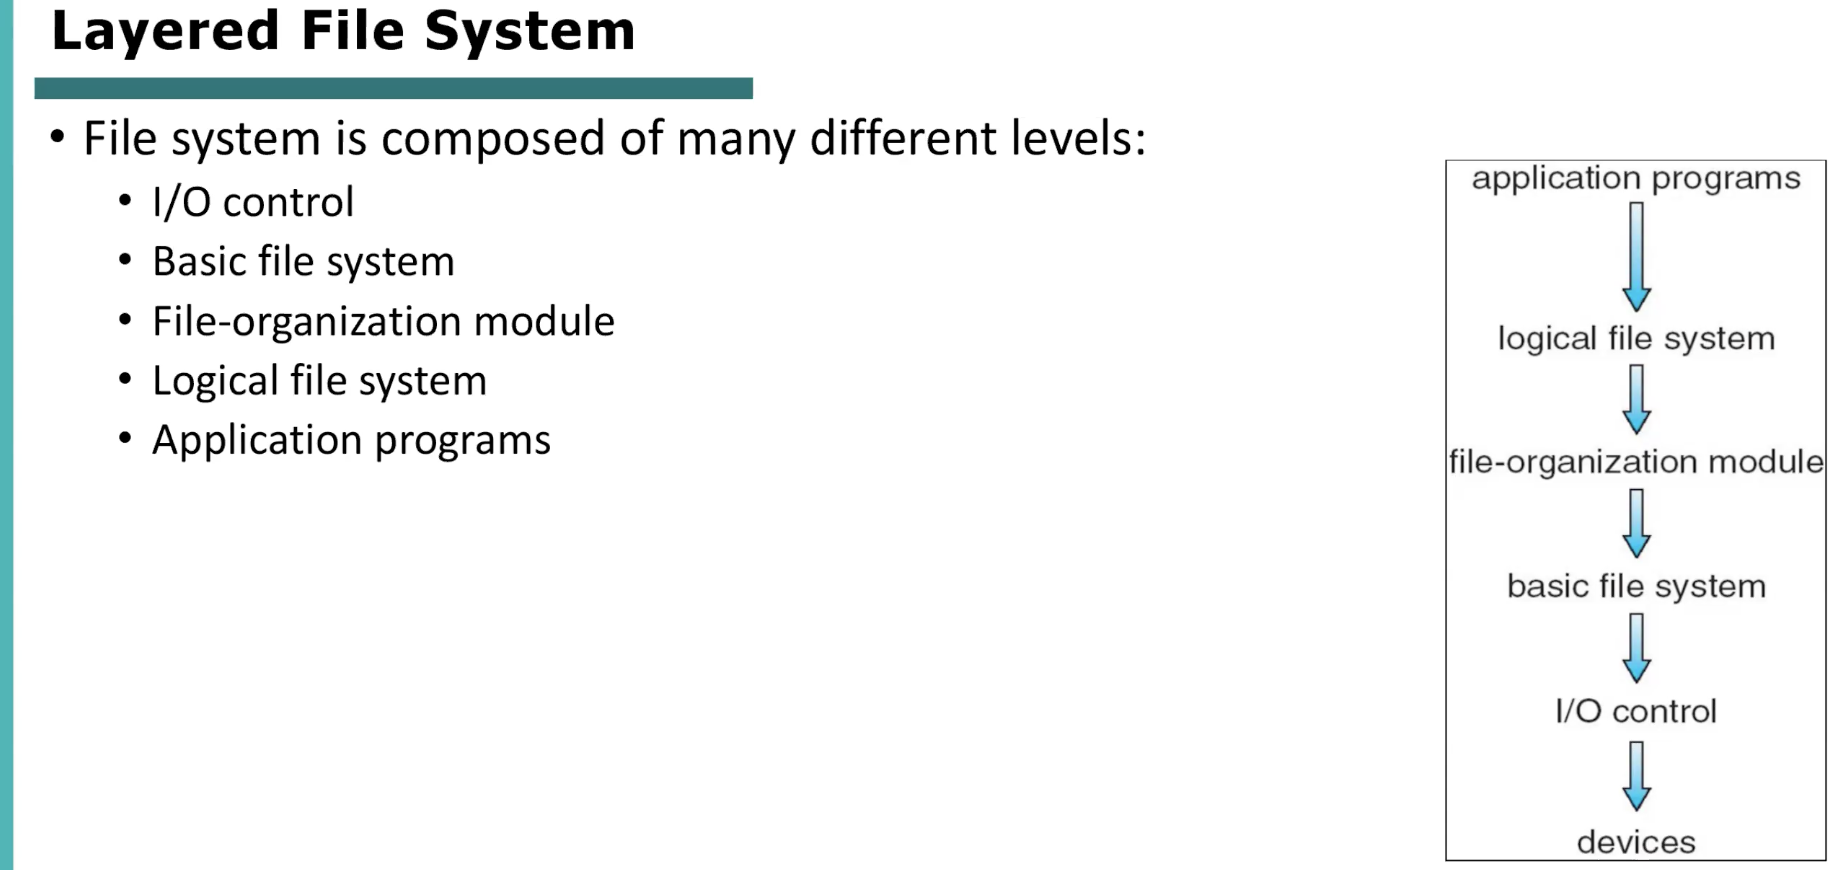 Layered File System
• File system is composed of many different levels:
• I/O control
• Basic file system
• File-organization module
• Logical file system
• Application programs
application programs
logical file system
file-organization module
basic file system
I/O control
devices